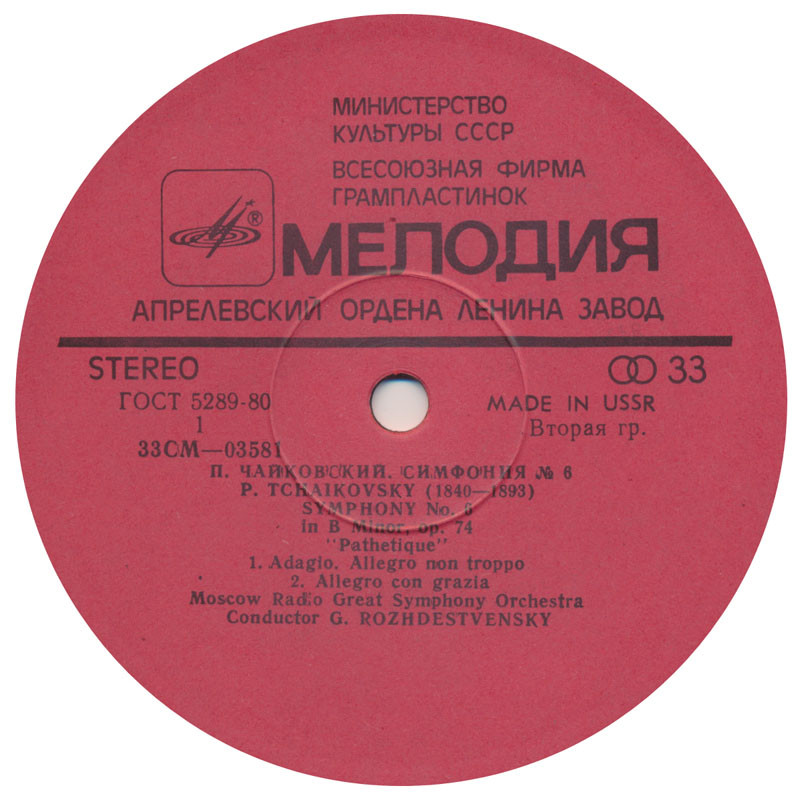 МИНИСТЕРСТВО
КУЛЬТУРЫ СССР
ВСЕСОЮЗНАЯ ФИРМА
ГРАМПЛАСТИНОК
®
МЕЛОДИЯ
АПРЕЛЕВСКИЙ ОРДЕНА ЛЕНИНА ЗАВОД
STEREO 33
ГОСТ 5289-80 MADE IN USSR
1 Вторая гр.
33СМ—03581
П. ЧАЙКОВСКИЙ. СИМФОНИЯ № 6
P. TCHAIKOVSKY (1840—1893)
SYMPHONY No. 6
in B Minor, op. 74
"Pathetique"
1. Adagio. Allegro non troppo
2. Allegro con grazia
Moscow Radio Great Symphony Orchestra
Conductor G. ROZHDESTVENSKY